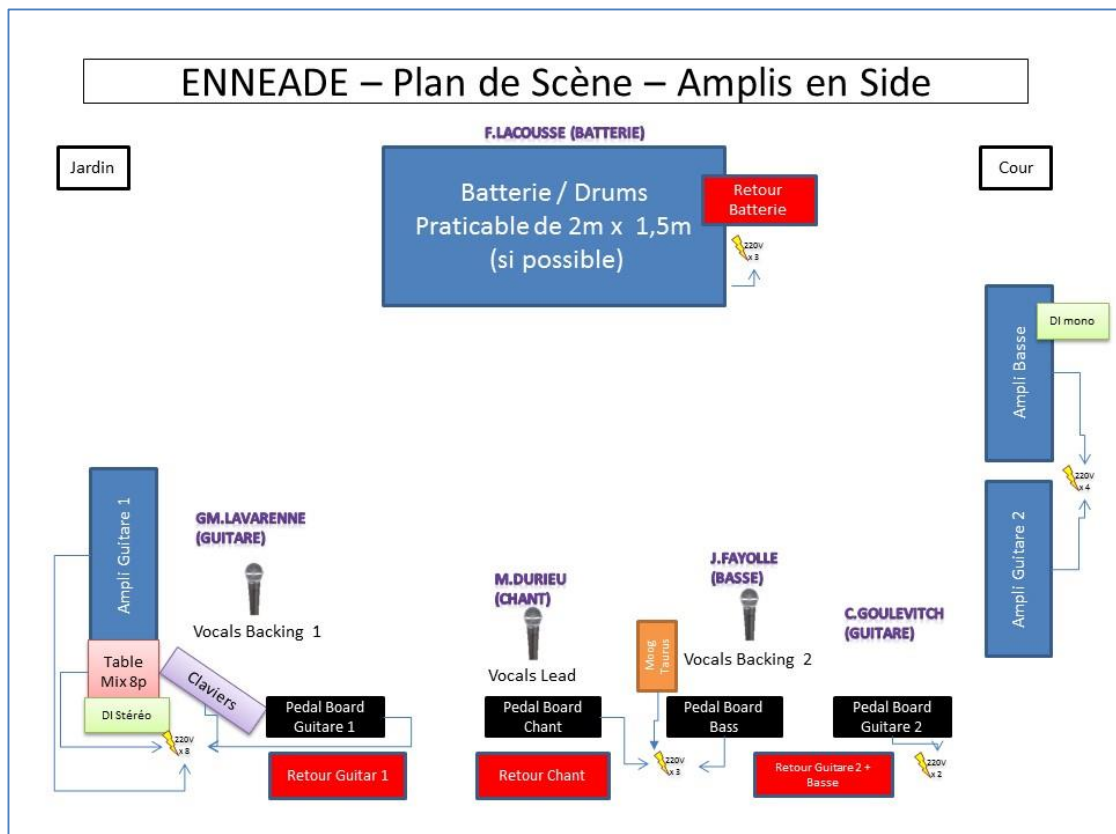 ENNEADE – Plan de Scène – Amplis en Side
F.LACOUSSE (BATTERIE)
Jardin
Cour
Batterie / Drums
Praticable de 2m x 1,5m
(si possible)
Retour
Batterie
220V
x 3
DI mono
Ampli Basse
220V
x 4
Ampli Guitare 1
Ampli Guitare 2
GM.LAVARENNE
(GUITARE)
Vocals Backing 1
M.DURIEU
(CHANT)
Vocals Lead
J.FAYOLLE
(BASSE)
Vocals Backing 2
Moog
Taurus
C.GOULEVITCH
(GUITARE)
Table
Mix 8p
Claviers
DI Stéréo
220V
x 8
Pedal Board
Guitare 1
Pedal Board
Chant
Pedal Board
Bass
Pedal Board
Guitare 2
Retour Guitar 1
Retour Chant
220V
x 3
Retour Guitare 2 +
Basse
220V
x 2